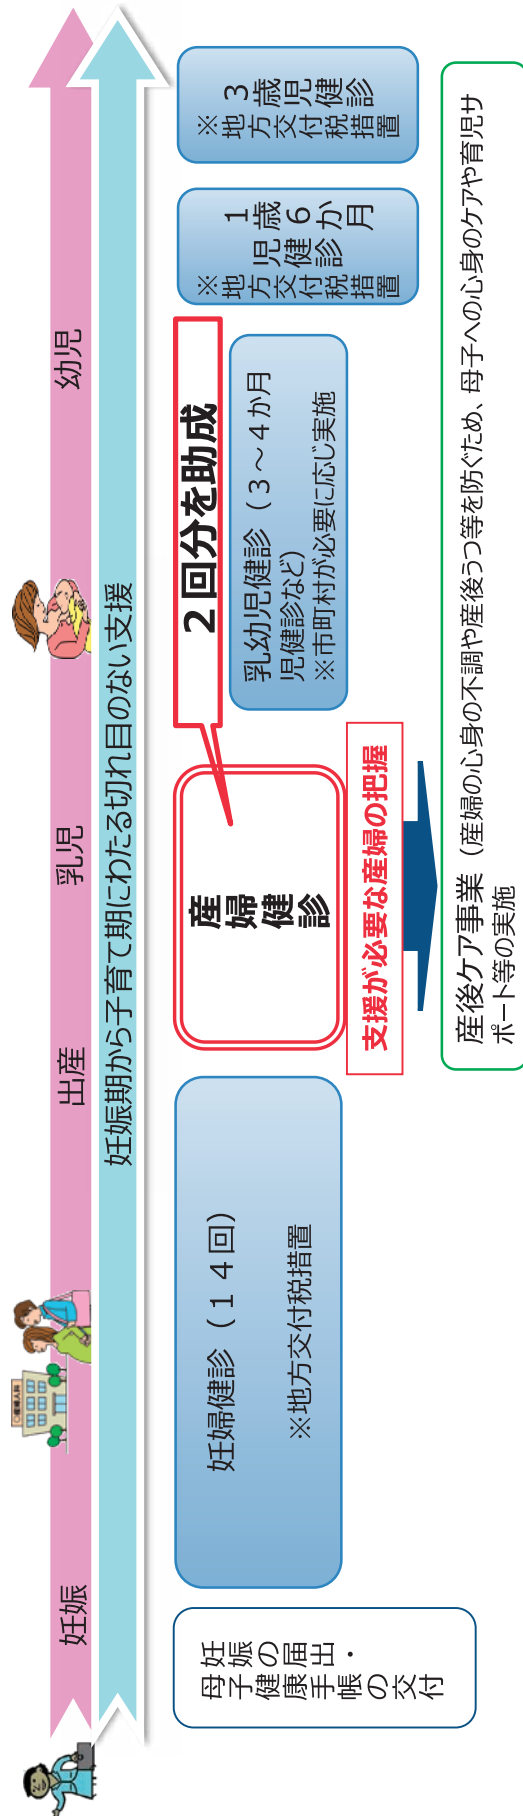 妊娠
出産
乳児
幼児
妊娠期から子育て期にわたる切れ目のない支援
妊娠の届出・
母子健康手帳の交付
妊婦健診(14回)
※地方交付税措置
産婦
健診
2回分を助成
支援が必要な産婦の把握
乳幼児健診(3~4か月
児健診など)
※市町村が必要に応じ実施
1歳6か月
児健診
※地方交付税措置
3歳児健診
※地方交付税措置
産後ケア事業(産婦の心身の不調や産後うつ等を防ぐため、母子への心身のケアや育児サ
ポート等の実施